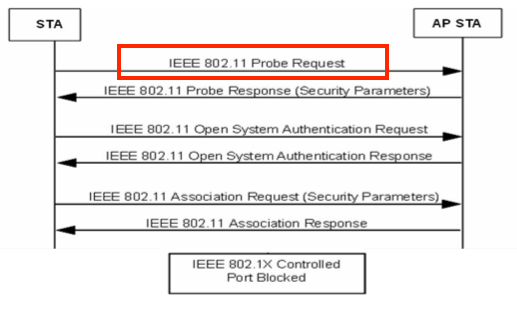 STA
AP STA
IEEE 802.11 Probe Request
IEEE 802.11 Probe Response (Security Parameters)
IEEE 802.11 Open System Authentication Request
IEEE 802.11 Open System Authentication Response
IEEE 802.11 Association Request (Security Parameters)
IEEE 802.11 Association Response
IEEE 802.1X Controlled
Port Blocked